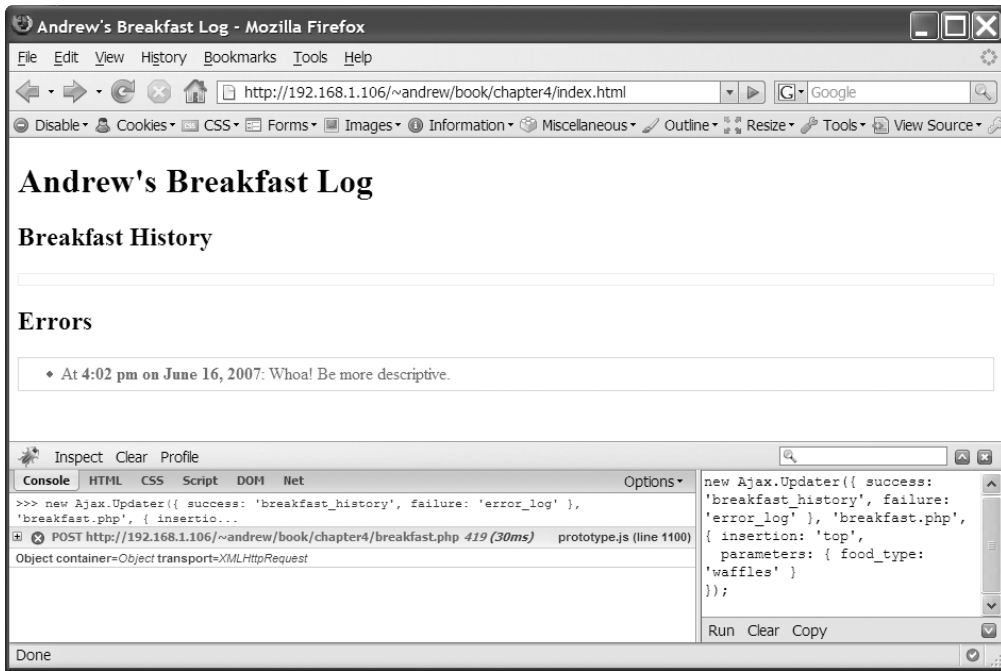 Andrew's Breakfast Log - Mozilla Firefox
File Edit View History Bookmarks Tools Help
http://192.168.1.106/~andrew/book/chapter4/index.html
G Google
Disable Cookies CSS Forms Images Information Miscellaneous Outline Resize Tools View Source
Andrew's Breakfast Log
Breakfast History
Errors
At 4:02 pm on June 16, 2007: Whoa! Be more descriptive.
Inspect Clear Profile
Console HTML CSS Script DOM Net Options
>>> new Ajax.Updater({ success: 'breakfast_history', failure: 'error_log' },
'breakfast.php', { insertio...
POST http://192.168.1.106/~andrew/book/chapter4/breakfast.php 419 (30ms) prototype.js (line 1100)
Object container=Object transport=XMLHttpRequest
new Ajax.Updater({ success:
'breakfast_history', failure:
'error_log' }, 'breakfast.php',
{ insertion: 'top',
parameters: { food_type:
'waffles' }
});
Run Clear Copy
Done